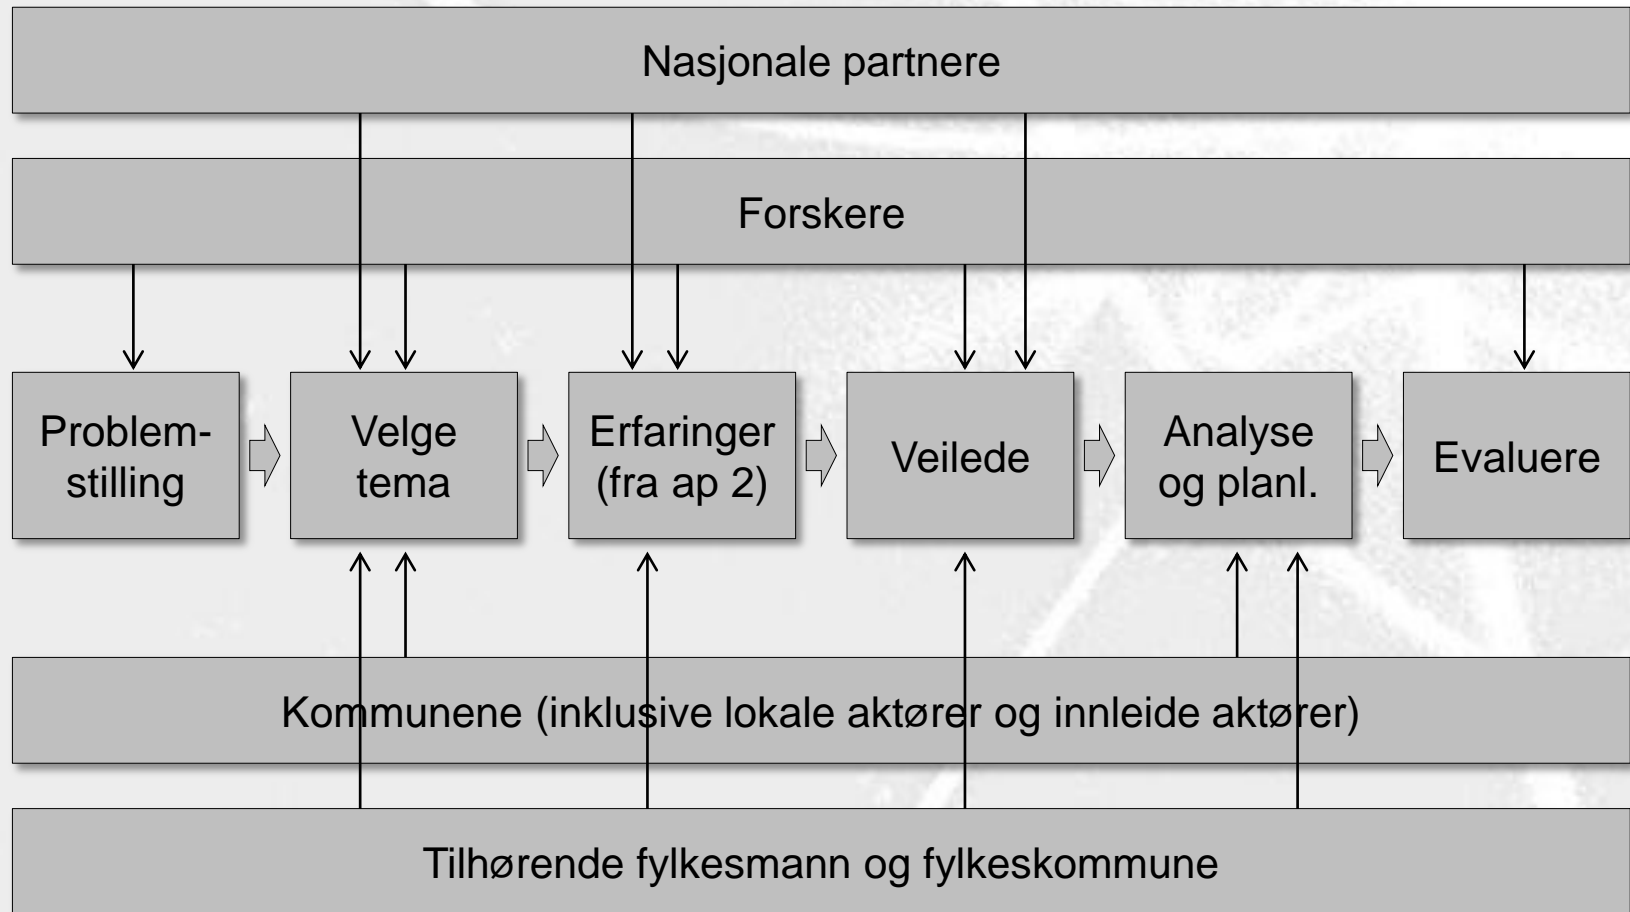 Nasjonale partnere
Forskere
Problem-
stilling
Velge
tema
Erfaringer
(fra ap 2)
Veilede
Analyse
og planl.
Evaluere
Kommunene (inklusive lokale aktører og innleide aktører)
Tilhørende fylkesmann og fylkeskommune